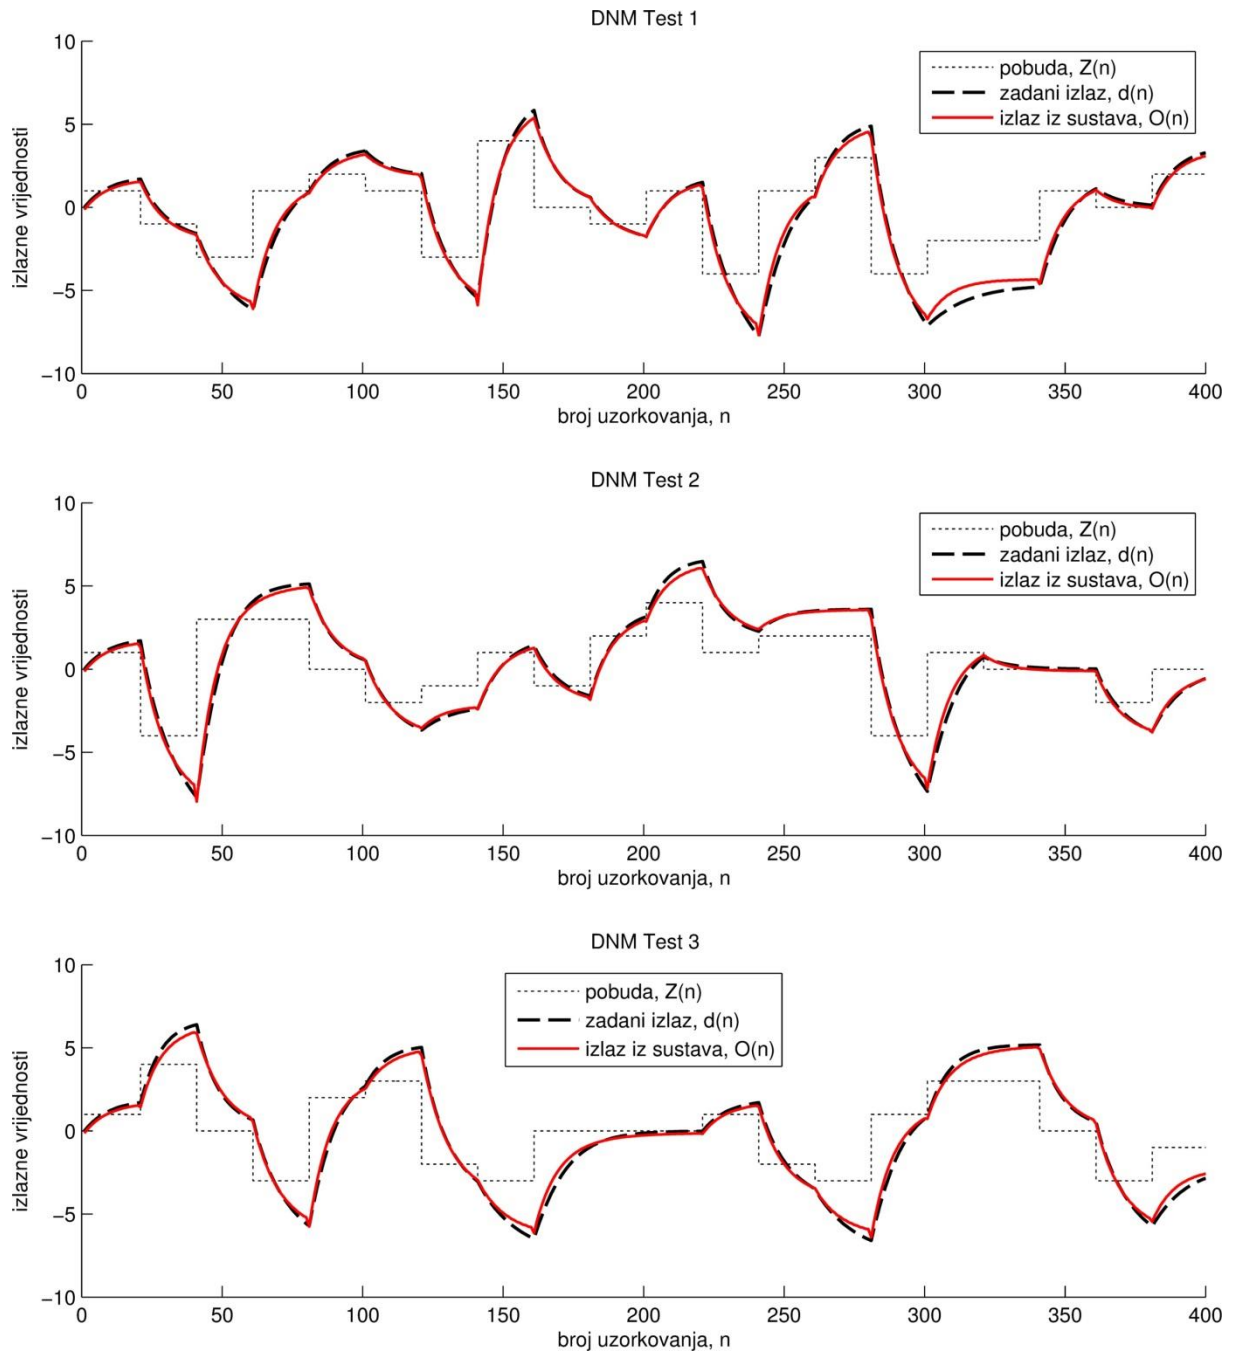 DNM Test 1
10
5
0
−5
−10
izlazne vrijednosti
pobuda, Z(n)
zadani izlaz, d(n)
izlaz iz sustava, O(n)
0 50 100 150 200 250 300 350 400
broj uzorkovanja, n
DNM Test 2
10
5
0
−5
−10
izlazne vrijednosti
pobuda, Z(n)
zadani izlaz, d(n)
izlaz iz sustava, O(n)
0 50 100 150 200 250 300 350 400
broj uzorkovanja, n
DNM Test 3
10
5
0
−5
−10
izlazne vrijednosti
pobuda, Z(n)
zadani izlaz, d(n)
izlaz iz sustava, O(n)
0 50 100 150 200 250 300 350 400
broj uzorkovanja, n